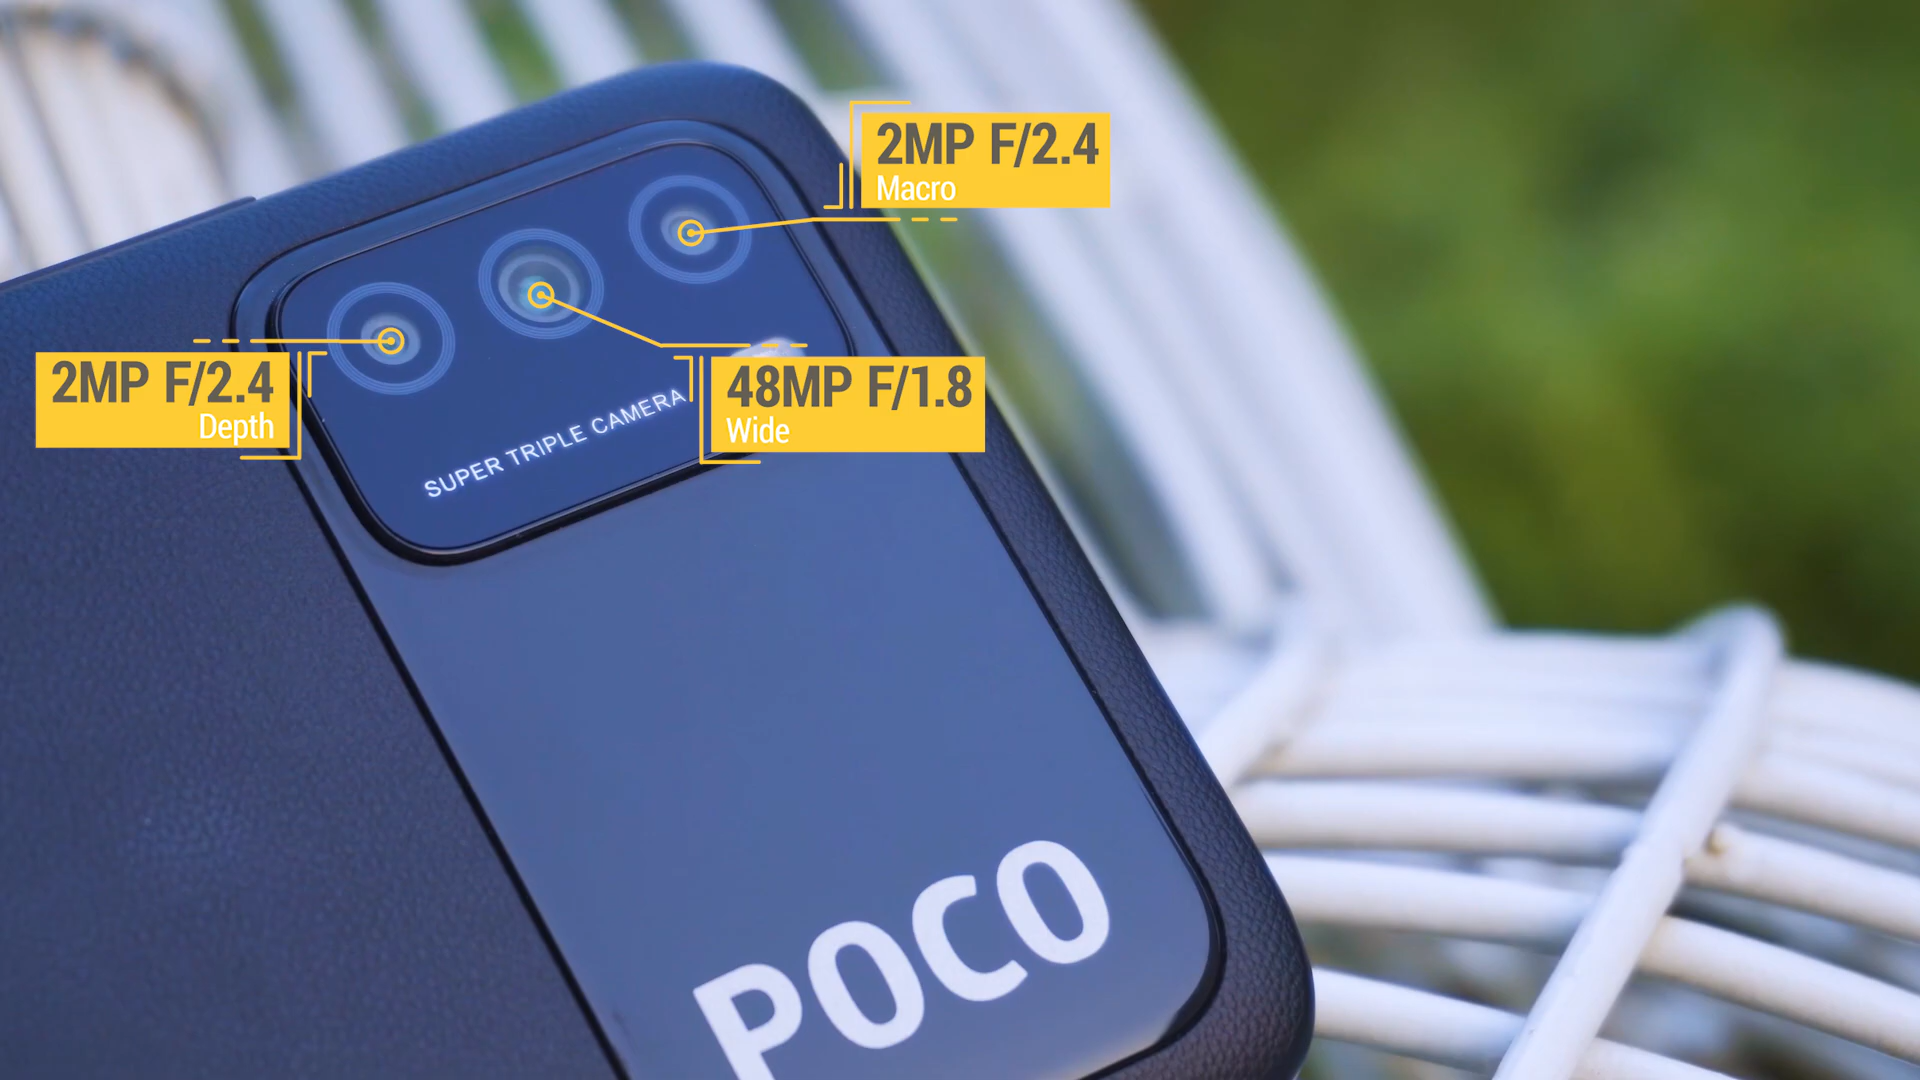 2MP F/2.4
Macro
2MP F/2.4
Depth
48MP F/1.8
Wide
SUPER TRIPLE CAMERA
POCO